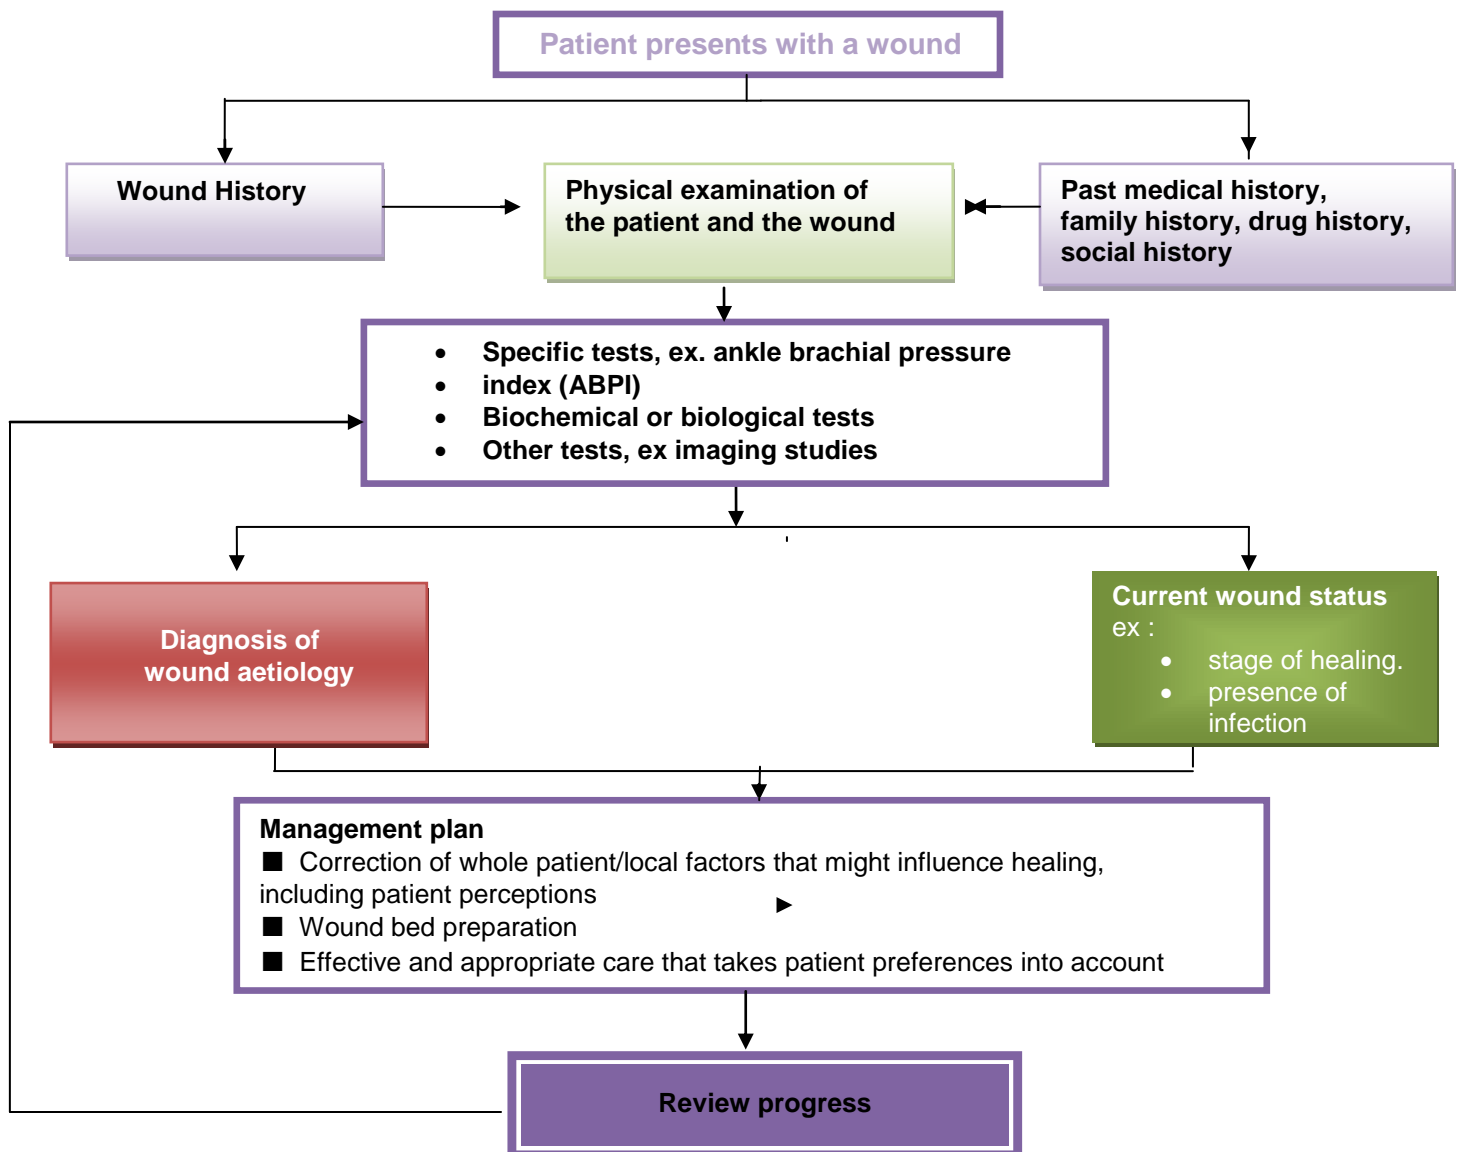 Patient presents with a wound
Wound History
Physical examination of
the patient and the wound
Past medical history,
family history, drug history,
social history
• Specific tests, ex. ankle brachial pressure
• index (ABPI)
• Biochemical or biological tests
• Other tests, ex imaging studies
Diagnosis of
wound aetiology
Current wound status
ex :
• stage of healing.
• presence of
infection
Management plan
■ Correction of whole patient/local factors that might influence healing,
including patient perceptions
■ Wound bed preparation
■ Effective and appropriate care that takes patient preferences into account
Review progress